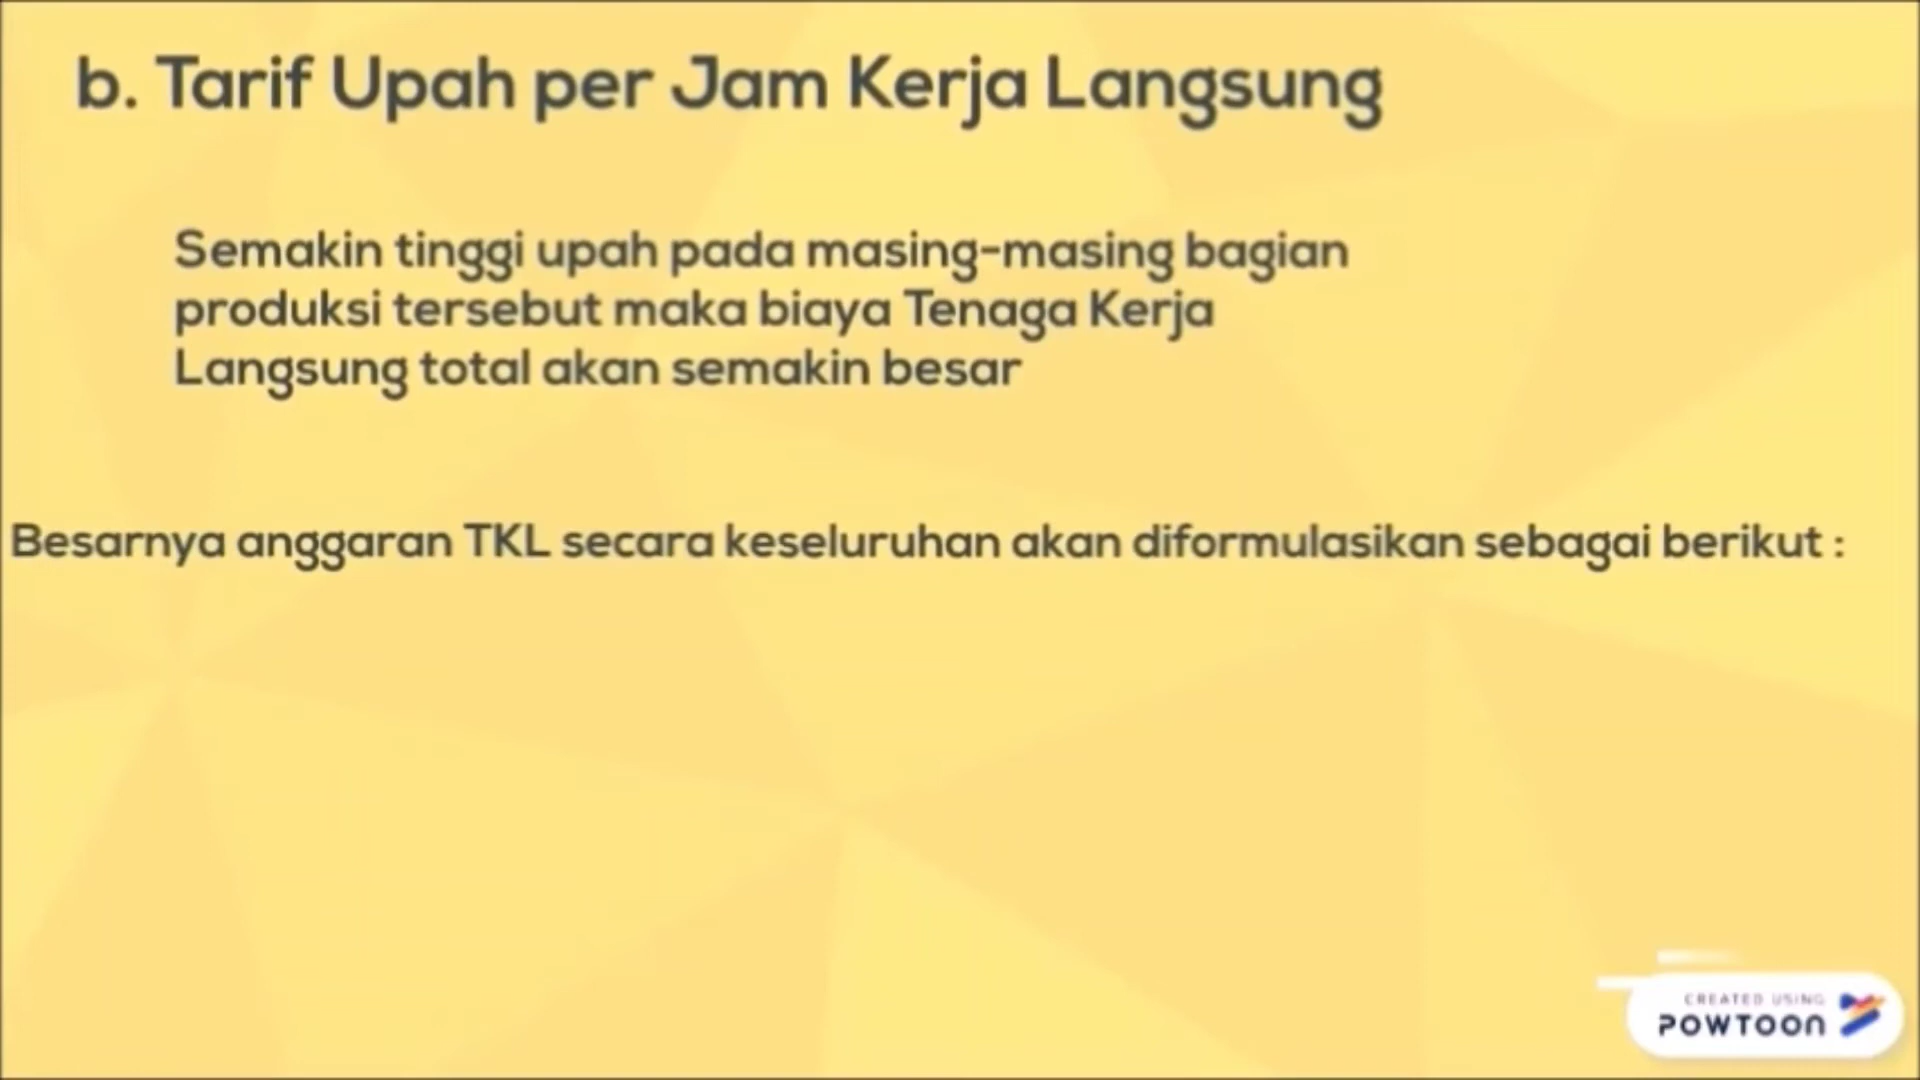 b. Tarif Upah per Jam Kerja Langsung
Semakin tinggi upah pada masing-masing bagian
produksi tersebut maka biaya Tenaga Kerja
Langsung total akan semakin besar
Besarnya anggaran TKL secara keseluruhan akan diformulasikan sebagai berikut :
CREATED USING
POWTOON